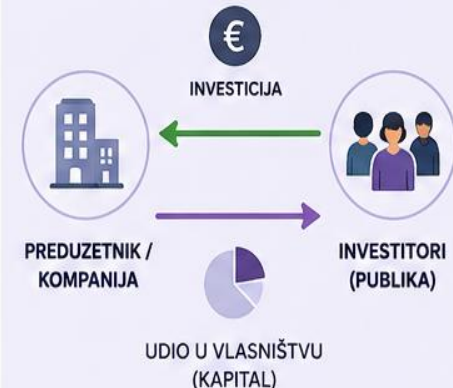 €
INVESTICIJA
PREDUZETNIK /
KOMPANIJA
INVESTITORI
(PUBLIKA)
UDIO U VLASNIŠTVU
(KAPITAL)